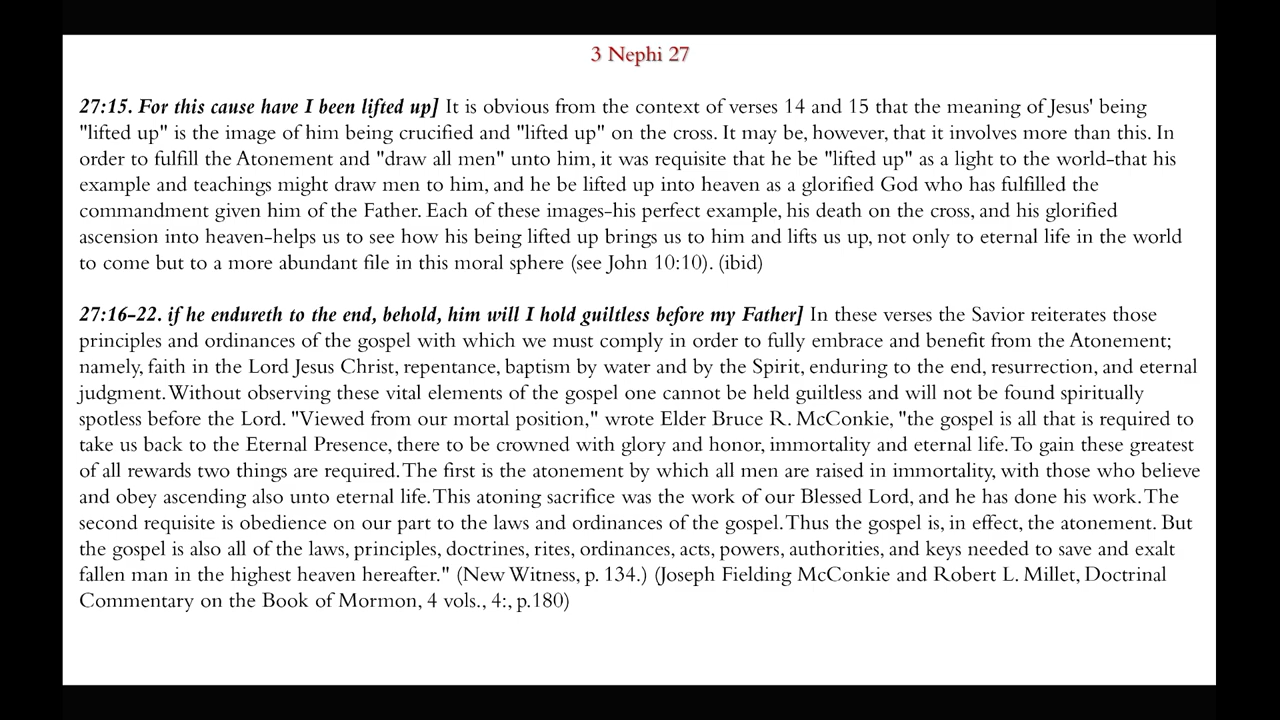 3 Nephi 27
27:15. For this cause have I been lifted up] It is obvious from the context of verses 14 and 15 that the meaning of Jesus' being
"lifted up" is the image of him being crucified and "lifted up" on the cross. It may be, however, that it involves more than this. In
order to fulfill the Atonement and "draw all men" unto him, it was requisite that he be "lifted up" as a light to the world-that his
example and teachings might draw men to him, and he be lifted up into heaven as a glorified God who has fulfilled the
commandment given him of the Father. Each of these images-his perfect example, his death on the cross, and his glorified
ascension into heaven-helps us to see how his being lifted up brings us to him and lifts us up, not only to eternal life in the world
to come but to a more abundant file in this moral sphere (see John 10:10). (ibid)
27:16-22. if he endureth to the end, behold, him will I hold guiltless before my Father] In these verses the Savior reiterates those
principles and ordinances of the gospel with which we must comply in order to fully embrace and benefit from the Atonement;
namely, faith in the Lord Jesus Christ, repentance, baptism by water and by the Spirit, enduring to the end, resurrection, and eternal
judgment. Without observing these vital elements of the gospel one cannot be held guiltless and will not be found spiritually
spotless before the Lord. "Viewed from our mortal position," wrote Elder Bruce R. McConkie, "the gospel is all that is required to
take us back to the Eternal Presence, there to be crowned with glory and honor, immortality and eternal life. To gain these greatest
of all rewards two things are required. The first is the atonement by which all men are raised in immortality, with those who believe
and obey ascending also unto eternal life. This atoning sacrifice was the work of our Blessed Lord, and he has done his work. The
second requisite is obedience on our part to the laws and ordinances of the gospel. Thus the gospel is, in effect, the atonement. But
the gospel is also all of the laws, principles, doctrines, rites, ordinances, acts, powers, authorities, and keys needed to save and exalt
fallen man in the highest heaven hereafter." (New Witness, p. 134.) (Joseph Fielding McConkie and Robert L. Millet, Doctrinal
Commentary on the Book of Mormon, 4 vols., 4:, p.180)